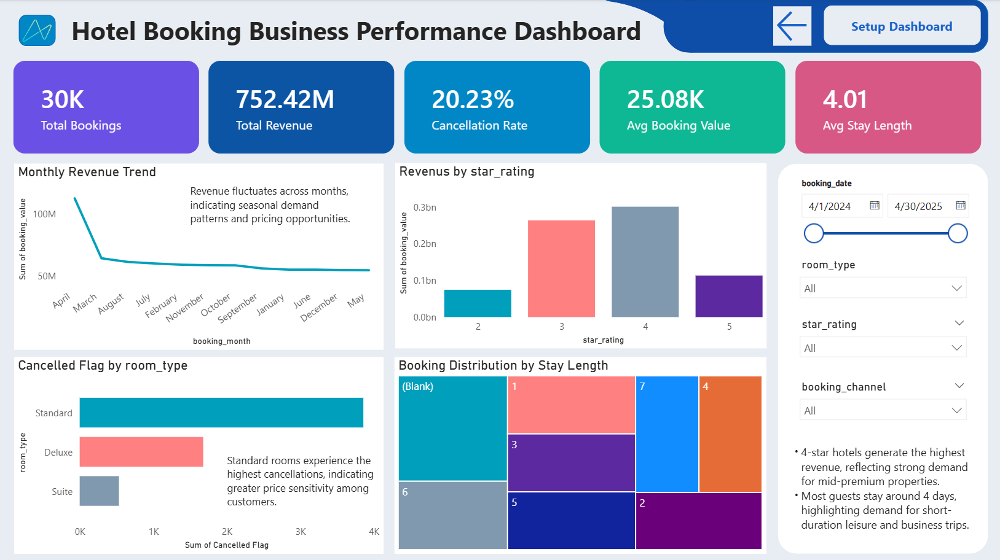 Hotel Booking Business Performance Dashboard
Setup Dashboard
30K
Total Bookings
752.42M
Total Revenue
20.23%
Cancellation Rate
25.08K
Avg Booking Value
4.01
Avg Stay Length
Monthly Revenue Trend
Revenue fluctuates across months,
indicating seasonal demand
patterns and pricing opportunities.
Sum of booking_value
100M
50M
April
March
August
July
February
November
October
September
January
June
December
May
booking_month
Revenus by star_rating
Sum of booking_value
0.3bn
0.2bn
0.1bn
0.0bn
2
3
4
5
star_rating
booking_date
4/1/2024
4/30/2025
room_type
All
star_rating
All
booking_channel
All
• 4-star hotels generate the highest
revenue, reflecting strong demand
for mid-premium properties.
• Most guests stay around 4 days,
highlighting demand for short-
duration leisure and business trips.
Cancelled Flag by room_type
room_type
Standard
Deluxe
Suite
Standard rooms experience the
highest cancellations, indicating
greater price sensitivity among
customers.
0K
1K
2K
3K
4K
Sum of Cancelled Flag
Booking Distribution by Stay Length
(Blank)
6
1
3
5
7
4
2